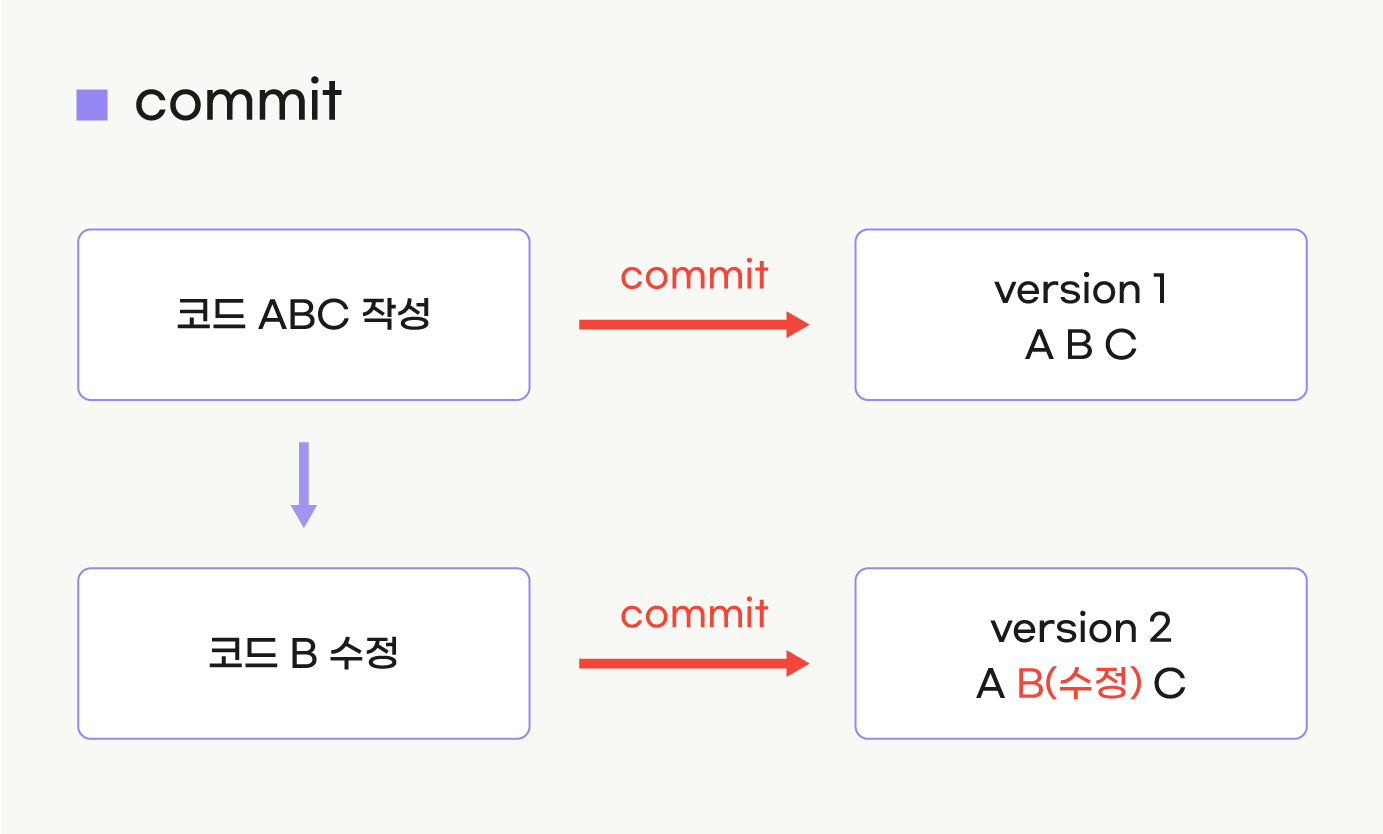 commit
코드 ABC 작성
commit
version 1
A B C
코드 B 수정
commit
version 2
A B(수정) C